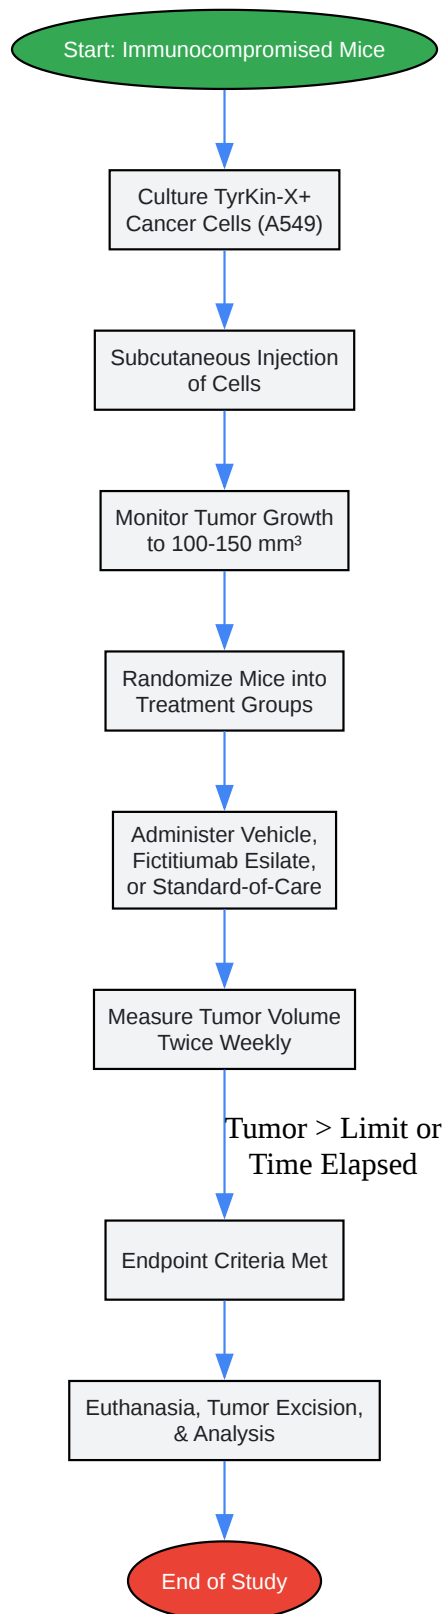 Start: Immunocompromised Mice
Culture TyrKin-X+
Cancer Cells (A549)
Subcutaneous Injection
of Cells
Monitor Tumor Growth
to 100-150 mm³
Randomize Mice into
Treatment Groups
Administer Vehicle,
Fictitiumab Esilate,
or Standard-of-Care
Measure Tumor Volume
Twice Weekly
Tumor > Limit or
Time Elapsed
Endpoint Criteria Met
Euthanasia, Tumor Excision,
& Analysis
End of Study